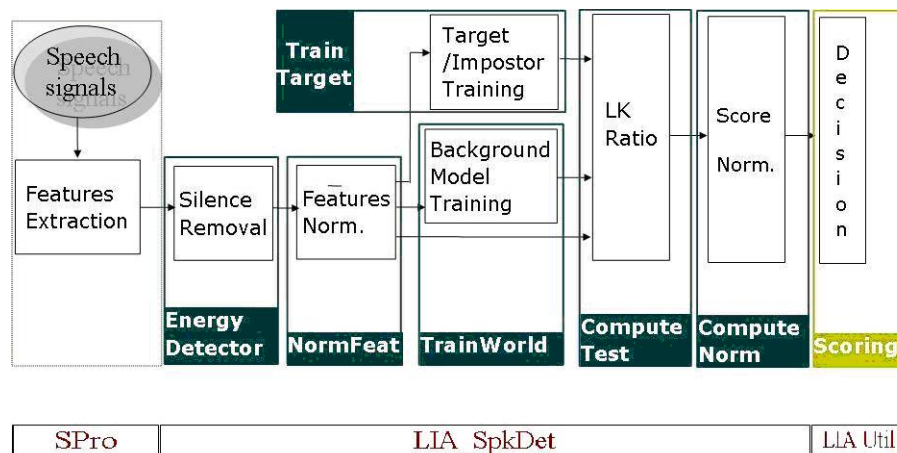 Speech
signals
Features
Extraction
Silence
Removal
Energy
Detector
Features
Norm.
NormFeat
Train
Target
Target
/Impostor
Training
Background
Model
Training
TrainWorld
LK
Ratio
Compute
Test
Score
Norm.
Compute
Norm
D
e
c
i
s
i
o
n
Scoring
SPro
LIA_SpkDet
LIA Util